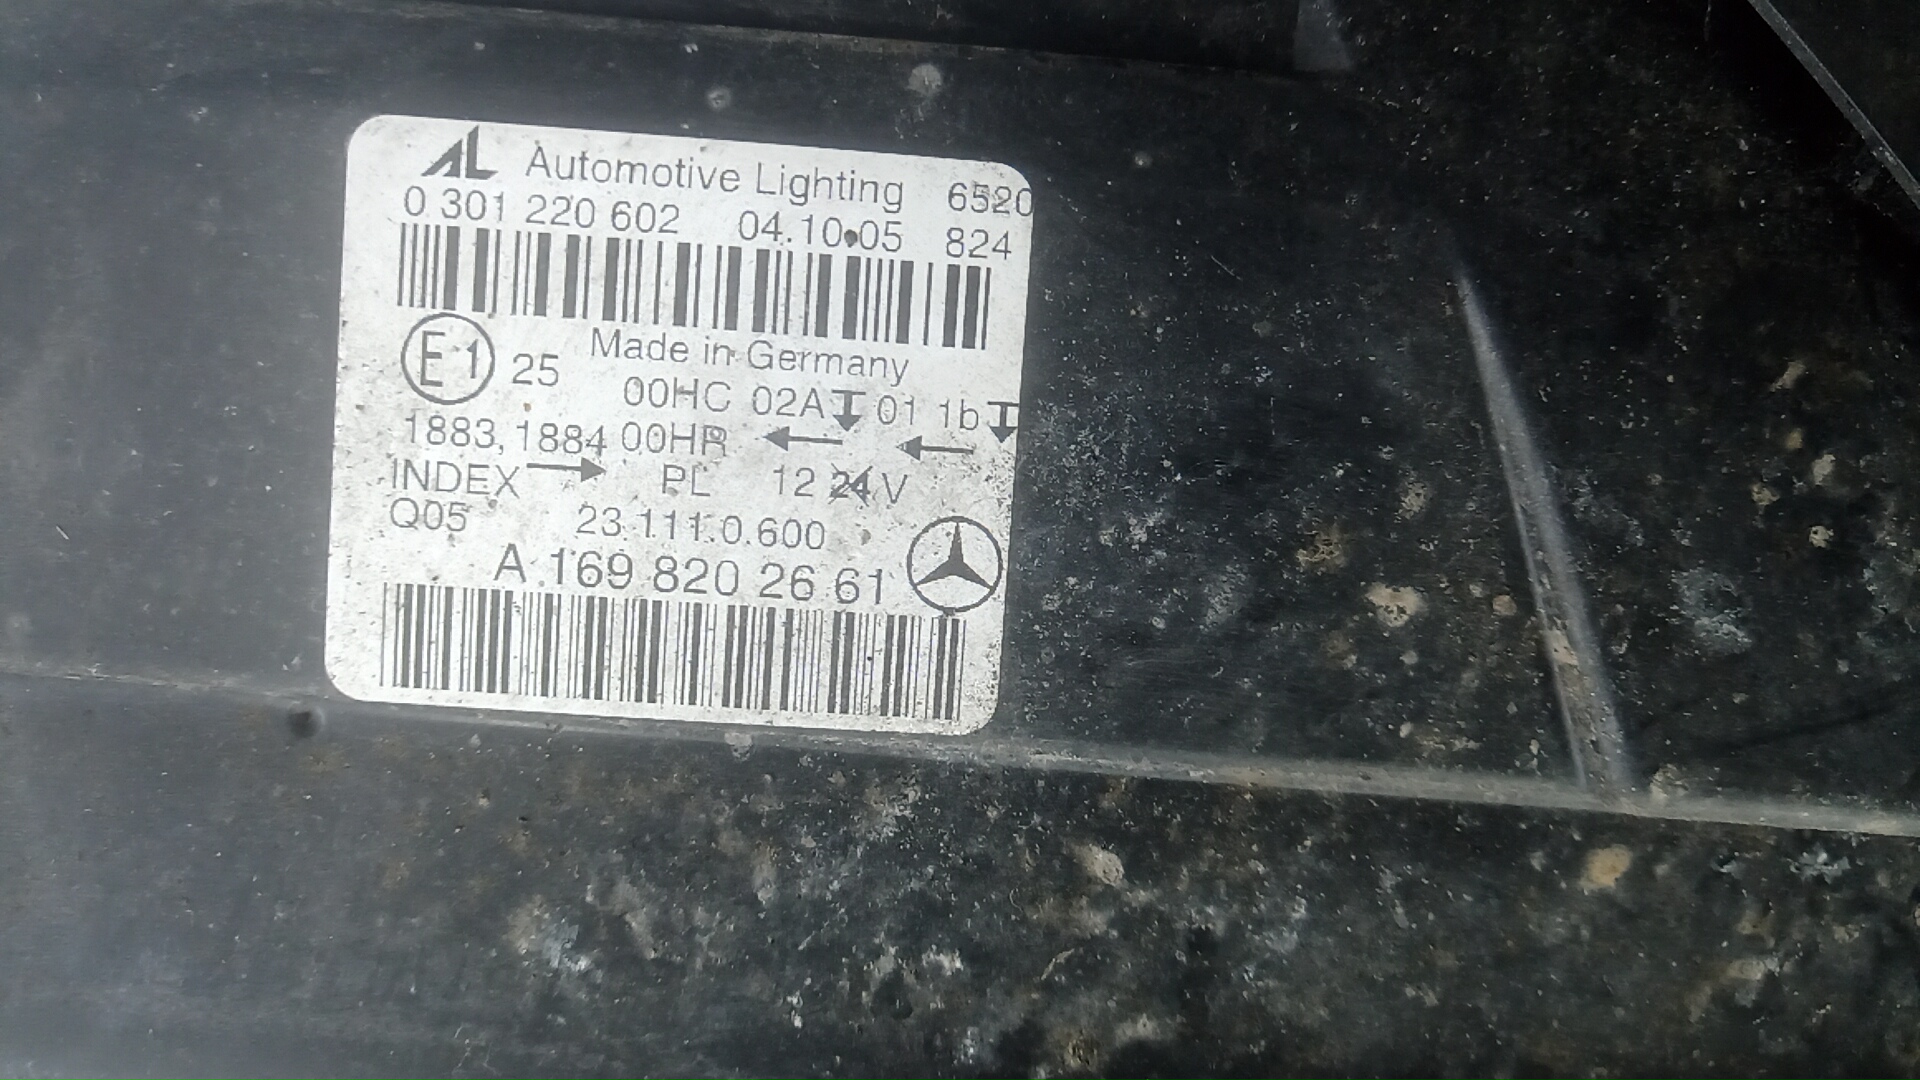 AL Automotive Lighting 6520
0 301 220 602 04.10.05 824
Made in Germany
E1 25
00HC 02A 01 1b
1883, 1884 00HR ← ←
INDEX → PL 12 24 V
Q05 23.111.0.600
A 169 820 26 61